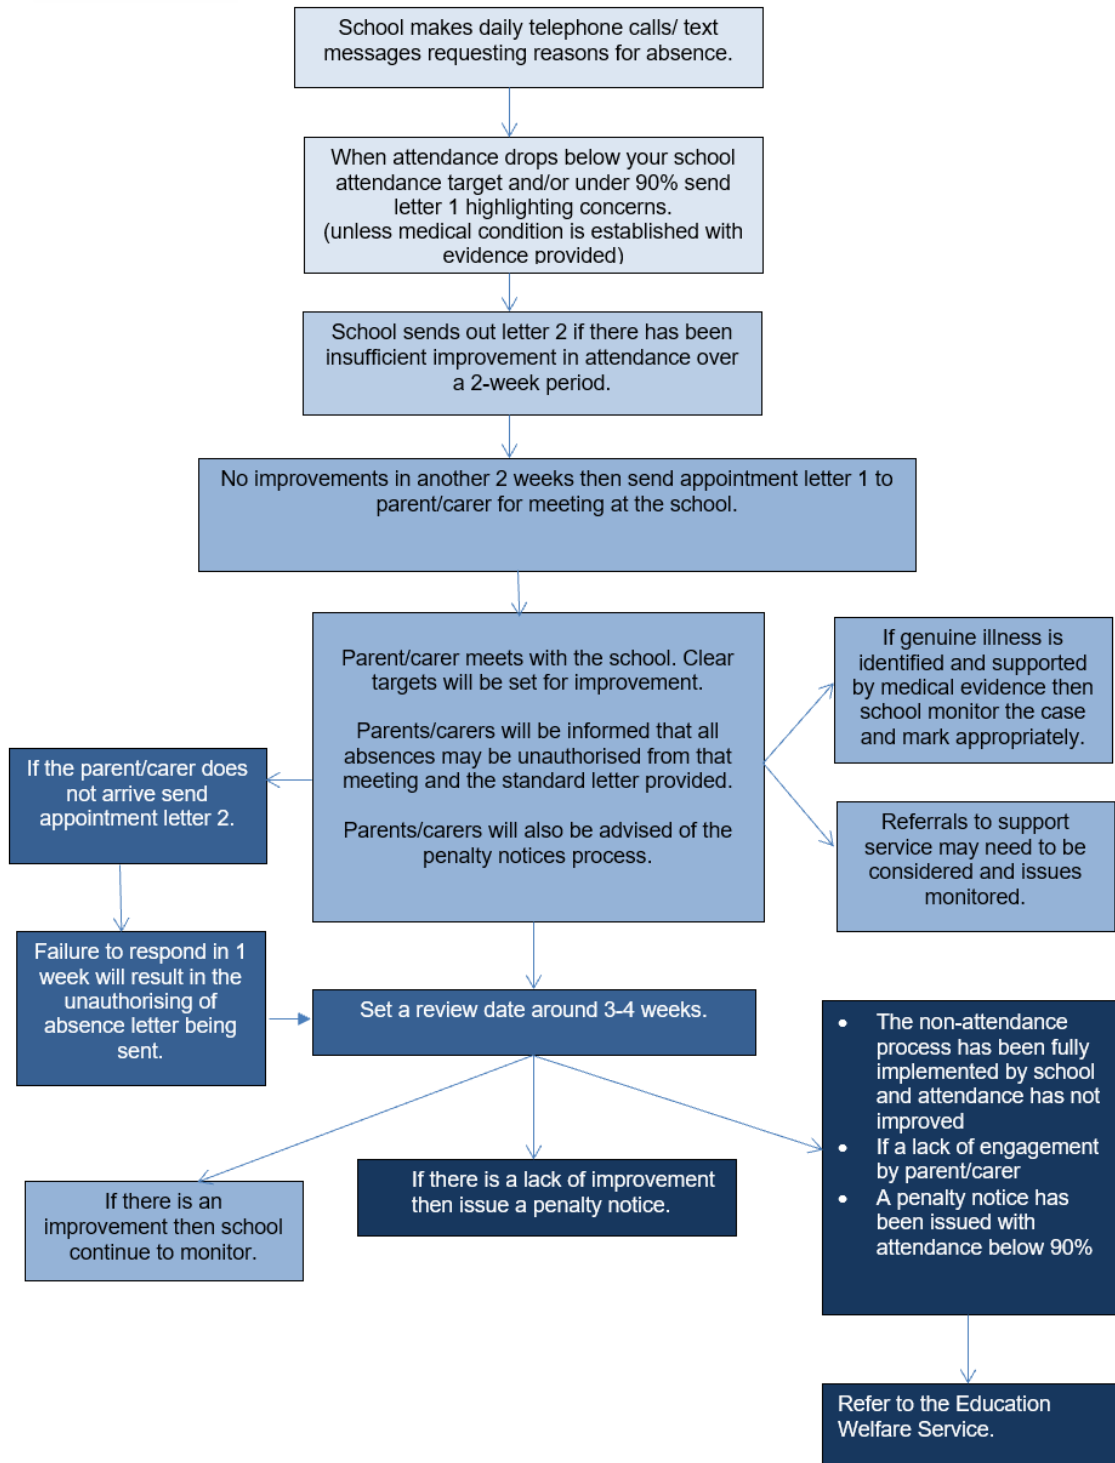 School makes daily telephone calls/ text
messages requesting reasons for absence.
When attendance drops below your school
attendance target and/or under 90% send
letter 1 highlighting concerns.
(unless medical condition is established with
evidence provided)
School sends out letter 2 if there has been
insufficient improvement in attendance over
a 2-week period.
No improvements in another 2 weeks then send appointment letter 1 to
parent/carer for meeting at the school.
Parent/carer meets with the school. Clear
targets will be set for improvement.
Parents/carers will be informed that all
absences may be unauthorised from that
meeting and the standard letter provided.
Parents/carers will also be advised of the
penalty notices process.
If genuine illness is
identified and supported
by medical evidence then
school monitor the case
and mark appropriately.
Referrals to support
service may need to be
considered and issues
monitored.
If the parent/carer does
not arrive send
appointment letter 2.
Failure to respond in 1
week will result in the
unauthorising of
absence letter being
sent.
Set a review date around 3-4 weeks.
If there is an
improvement then school
continue to monitor.
If there is a lack of improvement
then issue a penalty notice.
• The non-attendance
process has been fully
implemented by school
and attendance has not
improved
• If a lack of engagement
by parent/carer
• A penalty notice has
been issued with
attendance below 90%
Refer to the Education
Welfare Service.